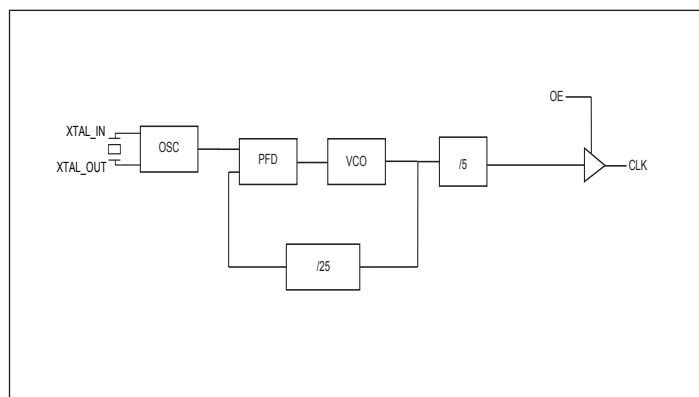 OE
XTAL_IN
OSC
PFD
VCO
/5
CLK
XTAL_OUT
/25